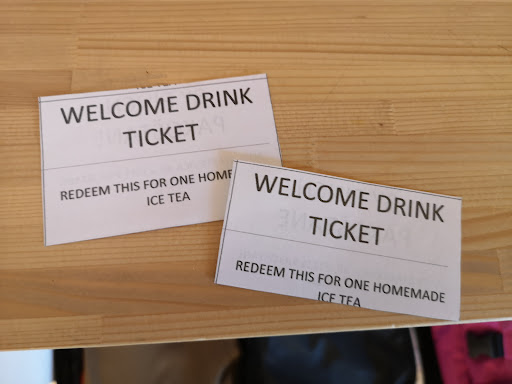 WELCOME DRINK
TICKET
REDEEM THIS FOR ONE HOME
ICE TEA
WELCOME DRINK
TICKET
REDEEM THIS FOR ONE HOMEMADE
ICE TEA